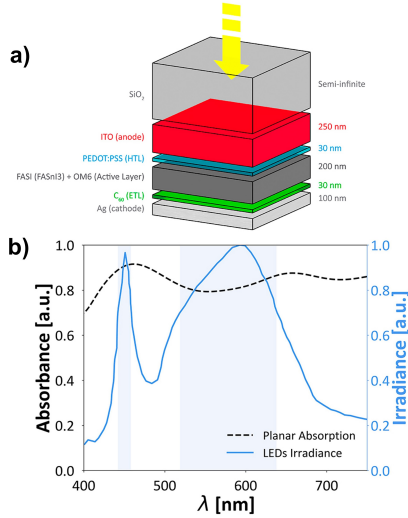 a)
SiO2
Semi-infinite
ITO (anode)
250 nm
PEDOT:PSS (HTL)
30 nm
FASI (FASnI3) + OM6 (Active Layer)
200 nm
C60 (ETL)
30 nm
Ag (cathode)
100 nm
b)
1.0
0.8
0.6
0.4
0.2
0.0
Absorbance [a.u.]
1.0
0.8
0.6
0.4
0.2
0.0
Irradiance [a.u.]
Planar Absorption
LEDs Irradiance
400
500
600
700
λ [nm]